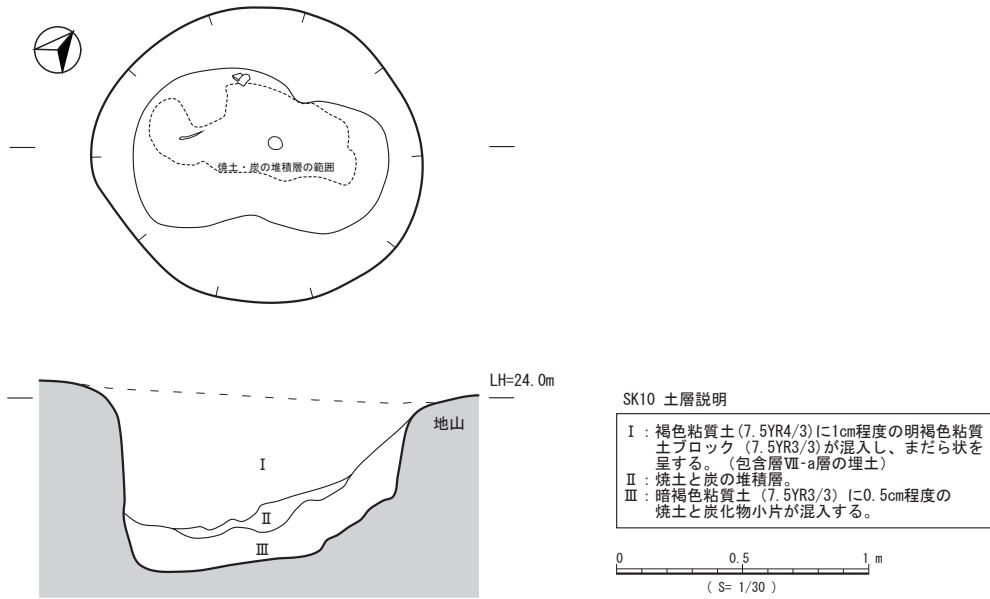 焼土・炭の堆積層の範囲
LH=24.0m
地山
Ⅰ
Ⅱ
Ⅲ
SK10 土層説明
Ⅰ：褐色粘質土(7.5YR4/3)に1cm程度の明褐色粘質
土ブロック (7.5YR3/3)が混入し、まだら状を
呈する。（包含層Ⅶ-a層の埋土）
Ⅱ：焼土と炭の堆積層。
Ⅲ：暗褐色粘質土 (7.5YR3/3) に0.5cm程度の
焼土と炭化物小片が混入する。
0 0.5 1 m
( S= 1/30 )